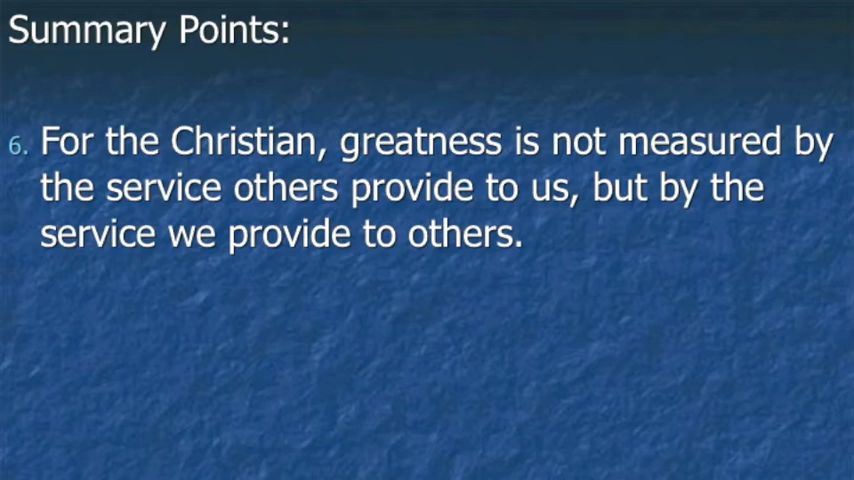 Summary Points:
6. For the Christian, greatness is not measured by
the service others provide to us, but by the
service we provide to others.